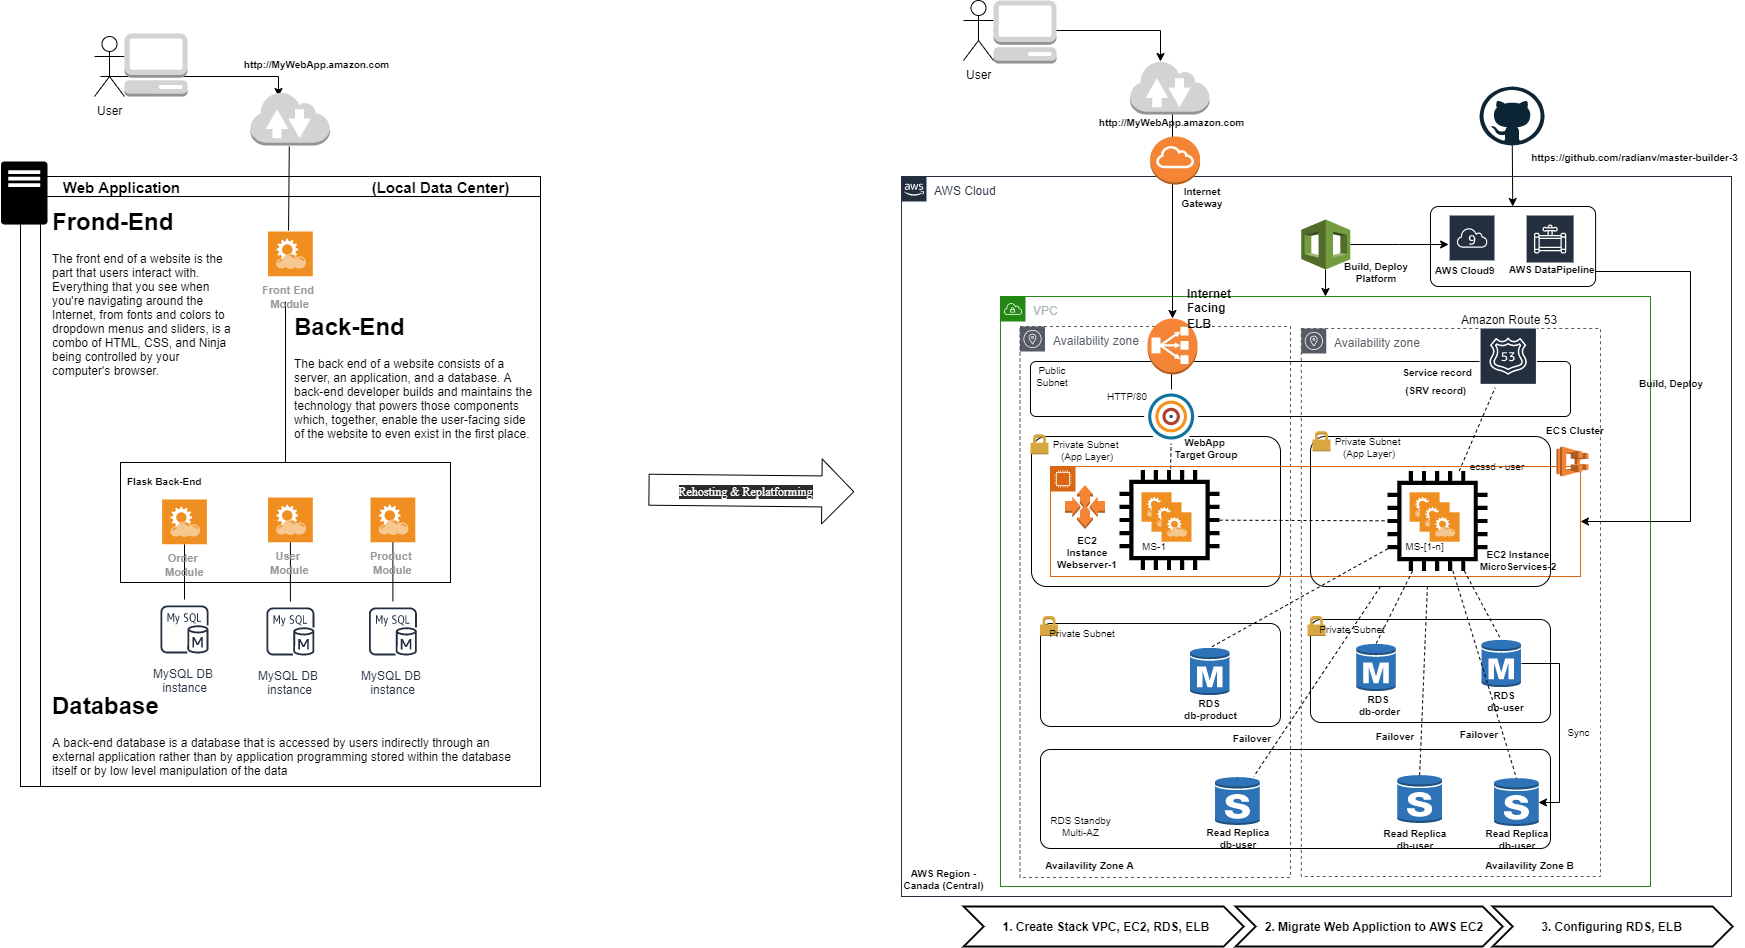 http://MyWebApp.amazon.com
User
Web Application
(Local Data Center)
Frond-End
The front end of a website is the
part that users interact with.
Everything that you see when
you're navigating around the
Internet, from fonts and colors to
dropdown menus and sliders, is a
combo of HTML, CSS, and Ninja
being controlled by your
computer's browser.
Front End
Module
Back-End
The back end of a website consists of a
server, an application, and a database. A
back-end developer builds and maintains the
technology that powers those components
which, together, enable the user-facing side
of the website to even exist in the first place.
Flask Back-End
Order
Module
User
Module
Product
Module
My SQL
M
My SQL
M
My SQL
M
MySQL DB
instance
MySQL DB
instance
MySQL DB
instance
Database
A back-end database is a database that is accessed by users indirectly through an
external application rather than by application programming stored within the database
itself or by low level manipulation of the data
Rehosting & Replatforming
User
http://MyWebApp.amazon.com
https://github.com/radianv/master-builder-3
aws
AWS Cloud
Internet
Gateway
9
AWS Cloud9
AWS DataPipeline
Build, Deploy
Platform
VPC
Internet
Facing
ELB
Amazon Route 53
Availability zone
Availability zone
53
Public
Subnet
Service record
(SRV record)
Build, Deploy
HTTP/80
ECS Cluster
Private Subnet
(App Layer)
WebApp
Target Group
Private Subnet
(App Layer)
ecssd - user
EC2
Instance
Webserver-1
MS-1
MS-[1-n]
EC2 Instance
MicroServices-2
Private Subnet
Private Subnet
M
RDS
db-product
M
RDS
db-order
M
RDS
db-user
Failover
Failover
Failover
Sync
RDS Standby
Multi-AZ
S
Read Replica
db-user
S
Read Replica
db-user
S
Read Replica
db-user
Availavility Zone A
Availavility Zone B
AWS Region -
Canada (Central)
1. Create Stack VPC, EC2, RDS, ELB
2. Migrate Web Appliction to AWS EC2
3. Configuring RDS, ELB